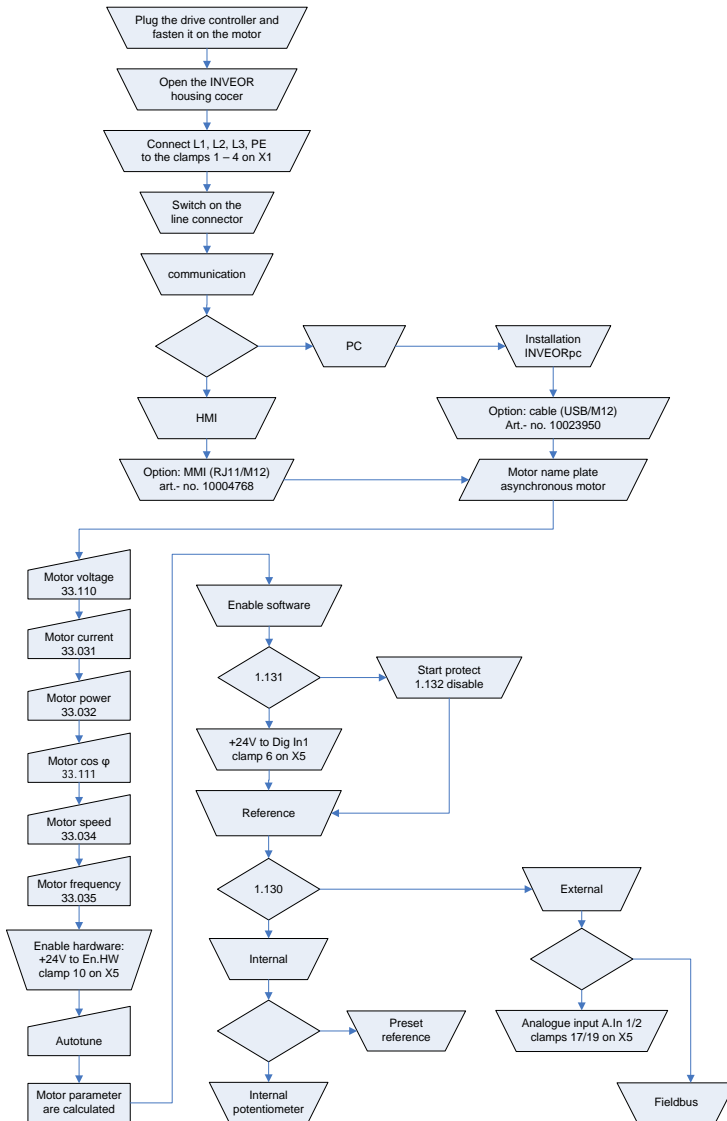 Plug the drive controller and
fasten it on the motor
Open the INVEOR
housing cocer
Connect L1, L2, L3, PE
to the clamps 1 – 4 on X1
Switch on the
line connector
communication
PC
Installation
INVEORpc
HMI
Option: cable (USB/M12)
Art.- no. 10023950
Option: MMI (RJ11/M12)
art.- no. 10004768
Motor name plate
asynchronous motor
Motor voltage
33.110
Motor current
33.031
Motor power
33.032
Motor cos φ
33.111
Motor speed
33.034
Motor frequency
33.035
Enable hardware:
+24V to En.HW
clamp 10 on X5
Autotune
Motor parameter
are calculated
Enable software
1.131
Start protect
1.132 disable
+24V to Dig In1
clamp 6 on X5
Reference
1.130
External
Internal
Preset
reference
Analogue input A.In 1/2
clamps 17/19 on X5
Internal
potentiometer
Fieldbus